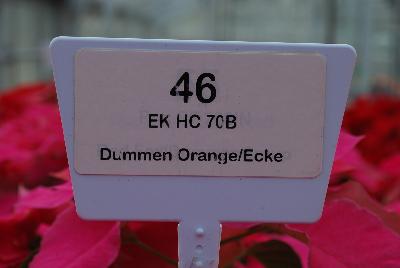 46
EK HC 70B
Dummen Orange/Ecke